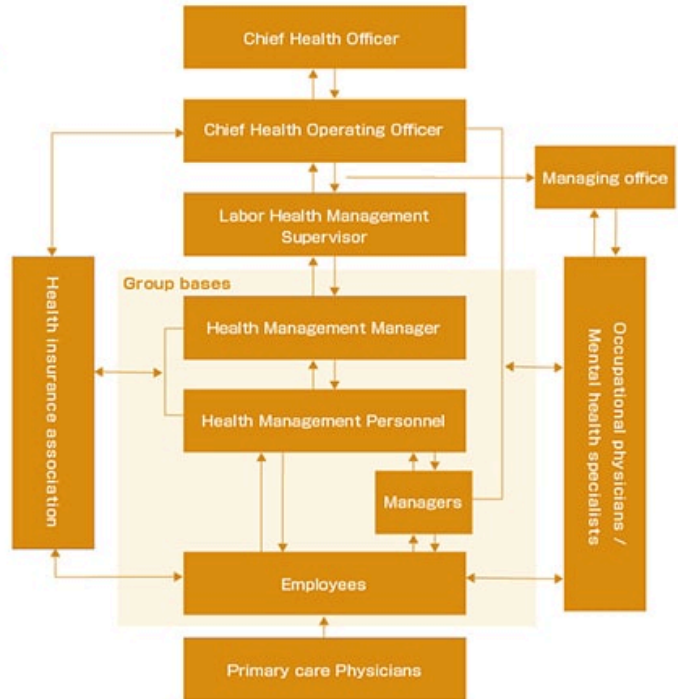 Chief Health Officer
Chief Health Operating Officer
Managing office
Labor Health Management
Supervisor
Group bases
Health insurance association
Health Management Manager
Occupational physicians /
Mental health specialists
Health Management Personnel
Managers
Employees
Primary care Physicians